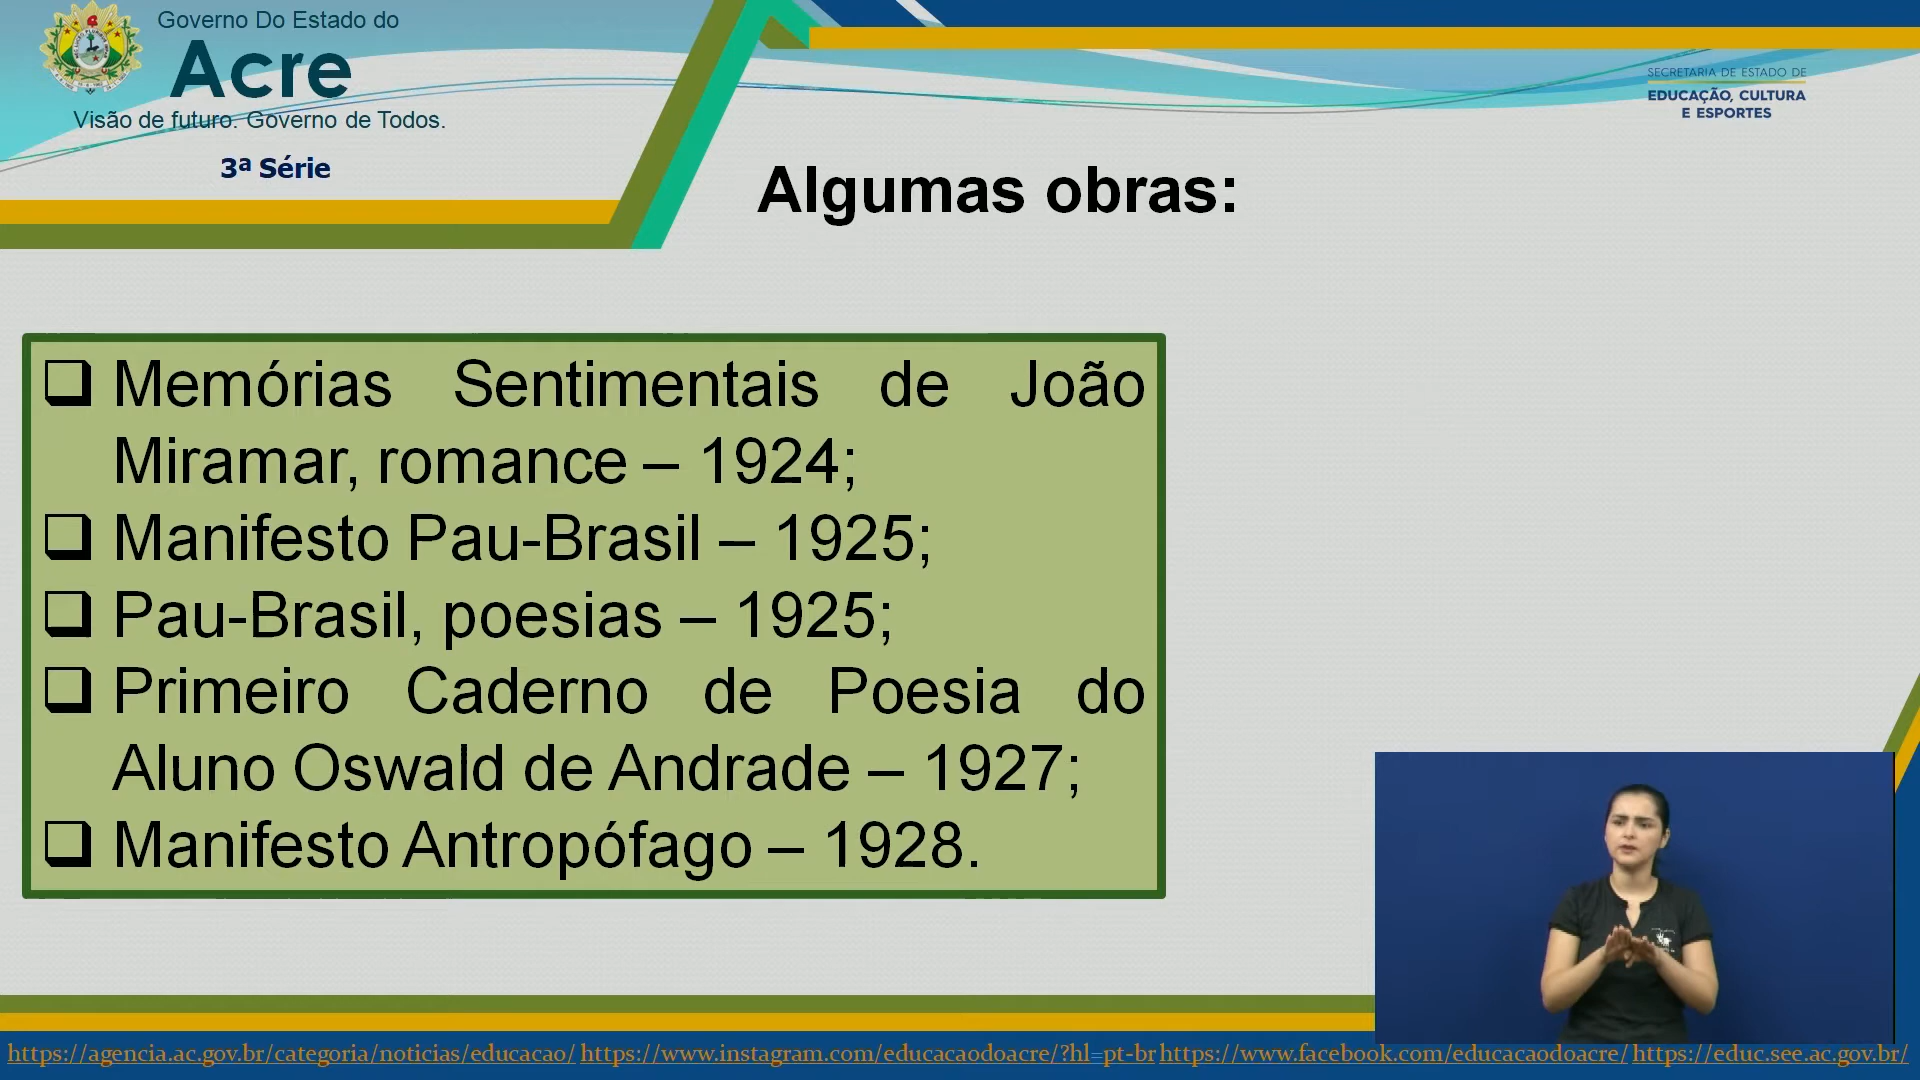 Governo Do Estado do
Acre
Visão de futuro. Governo de Todos.
3ª Série
SECRETARIA DE ESTADO DE
EDUCAÇÃO, CULTURA
E ESPORTES
Algumas obras:
Memórias Sentimentais de João
Miramar, romance – 1924;
Manifesto Pau-Brasil – 1925;
Pau-Brasil, poesias – 1925;
Primeiro Caderno de Poesia do
Aluno Oswald de Andrade – 1927;
Manifesto Antropófago – 1928.
https://agencia.ac.gov.br/categoria/noticias/educacao/ https://www.instagram.com/educacaodoacre/?hl=pt-br https://www.facebook.com/educacaodoacre/ https://educ.see.ac.gov.br/